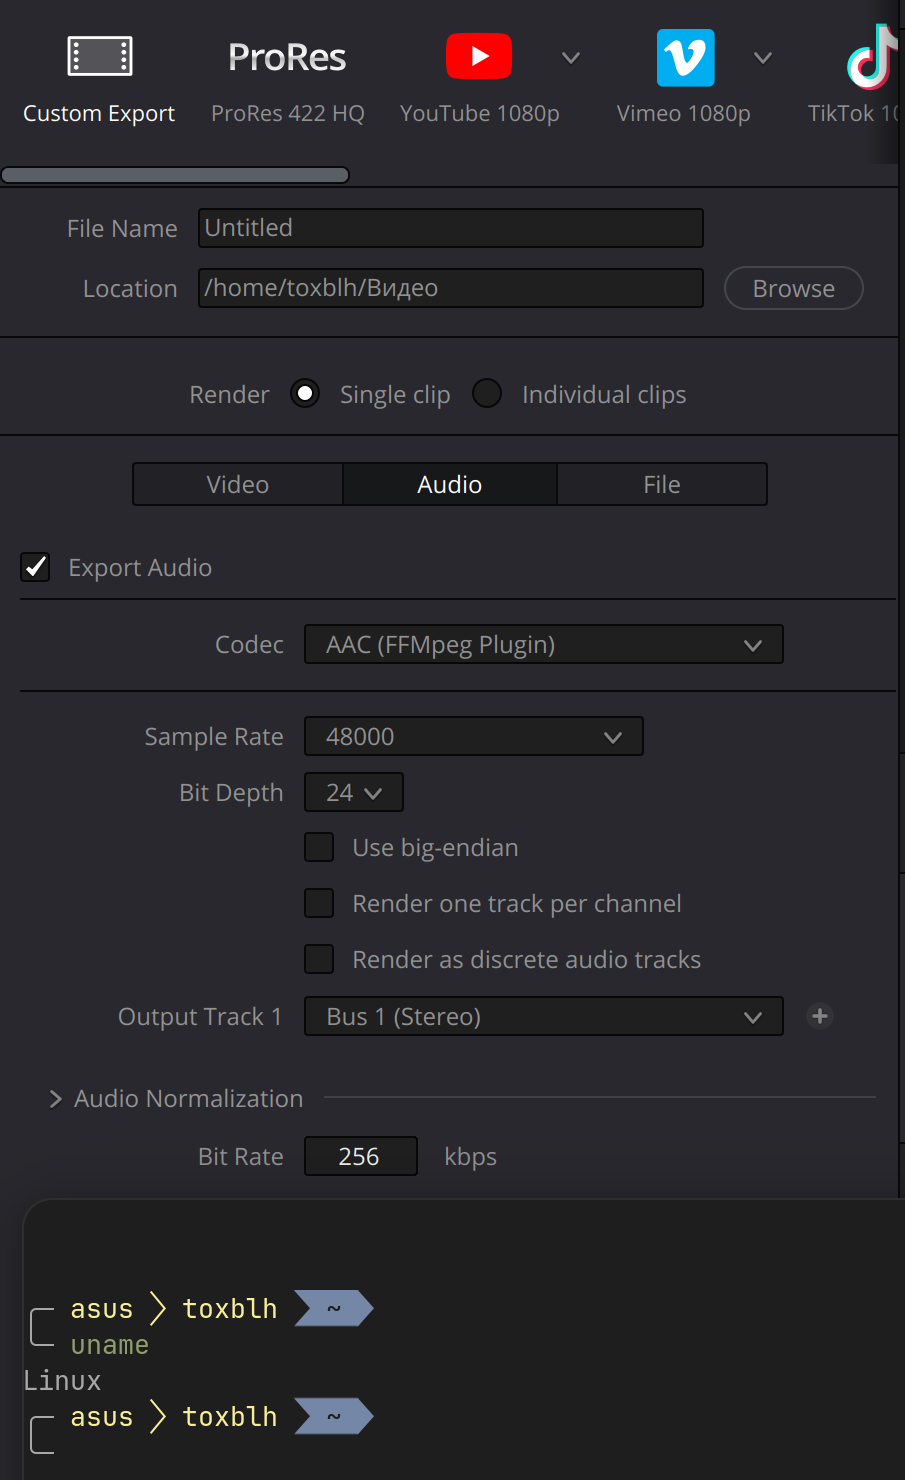 ProRes
Custom Export ProRes 422 HQ YouTube 1080p Vimeo 1080p TikTok 10
File Name Untitled
Location /home/toxblh/Видео Browse
Render Single clip Individual clips
Video Audio File
Export Audio
Codec AAC (FFMpeg Plugin)
Sample Rate 48000
Bit Depth 24
Use big-endian
Render one track per channel
Render as discrete audio tracks
Output Track 1 Bus 1 (Stereo)
Audio Normalization
Bit Rate 256 kbps
asus toxblh ~
uname
Linux
asus toxblh ~